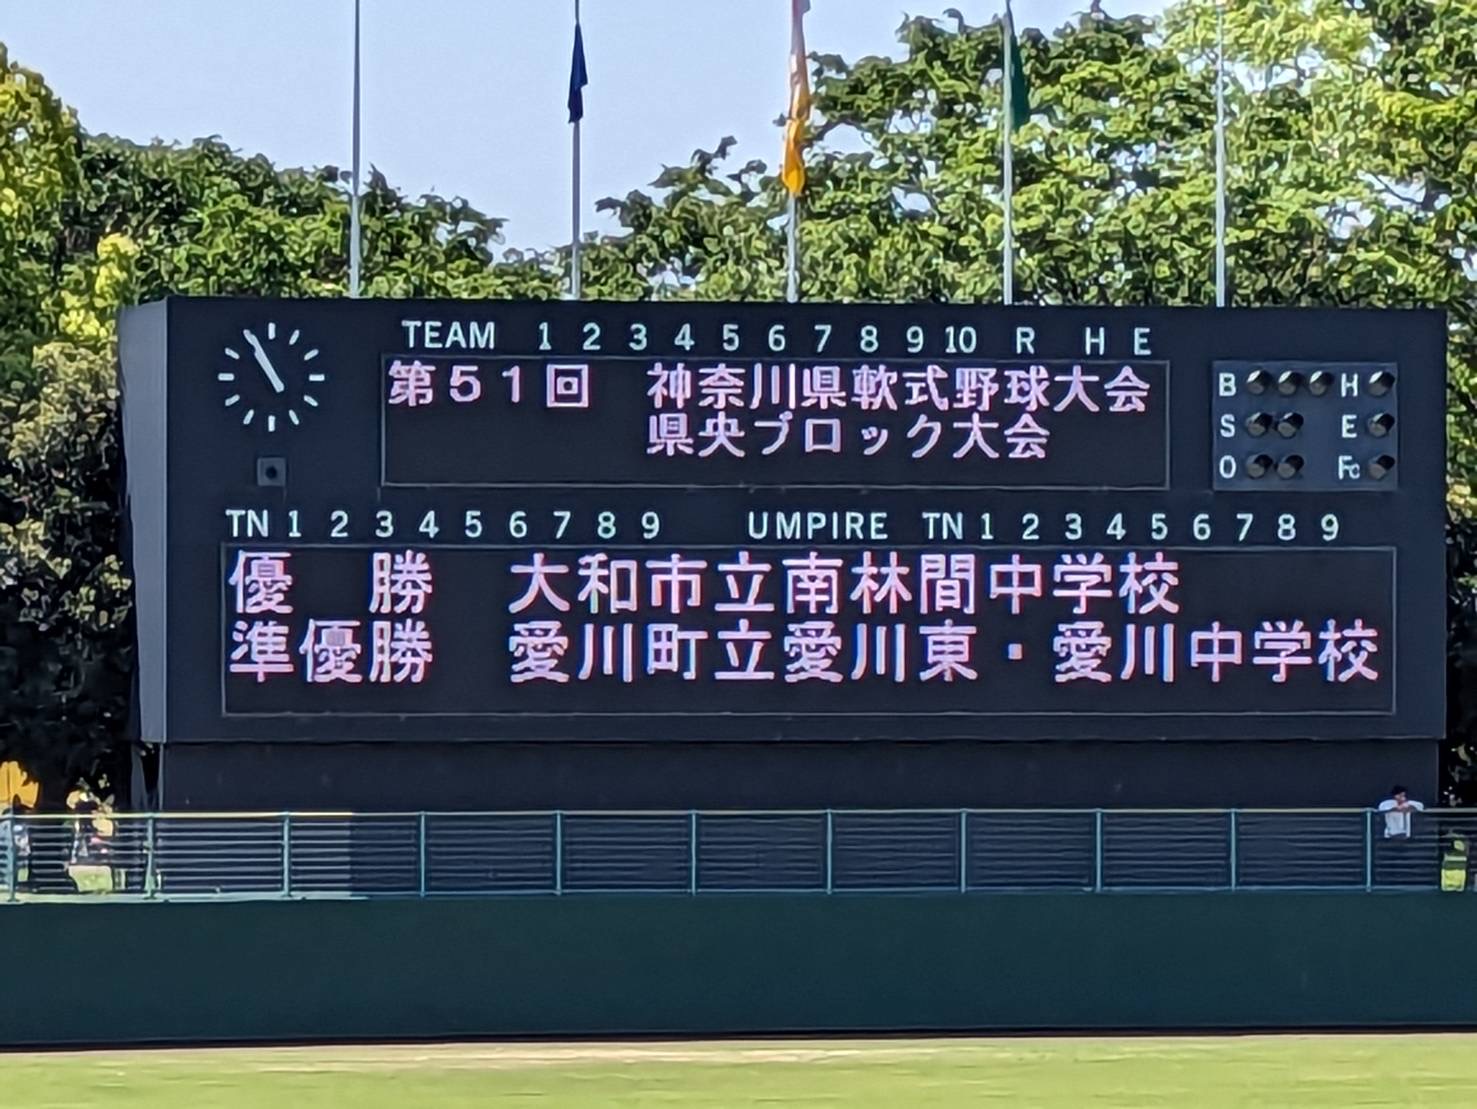 TEAM 1 2 3 4 5 6 7 8 9 10 R H E
第51回 神奈川県軟式野球大会
県央ブロック大会
B H
S E
O Fc
TN 1 2 3 4 5 6 7 8 9 UMPIRE TN 1 2 3 4 5 6 7 8 9
優 勝 大和市立南林間中学校
準優勝 愛川町立愛川東・愛川中学校